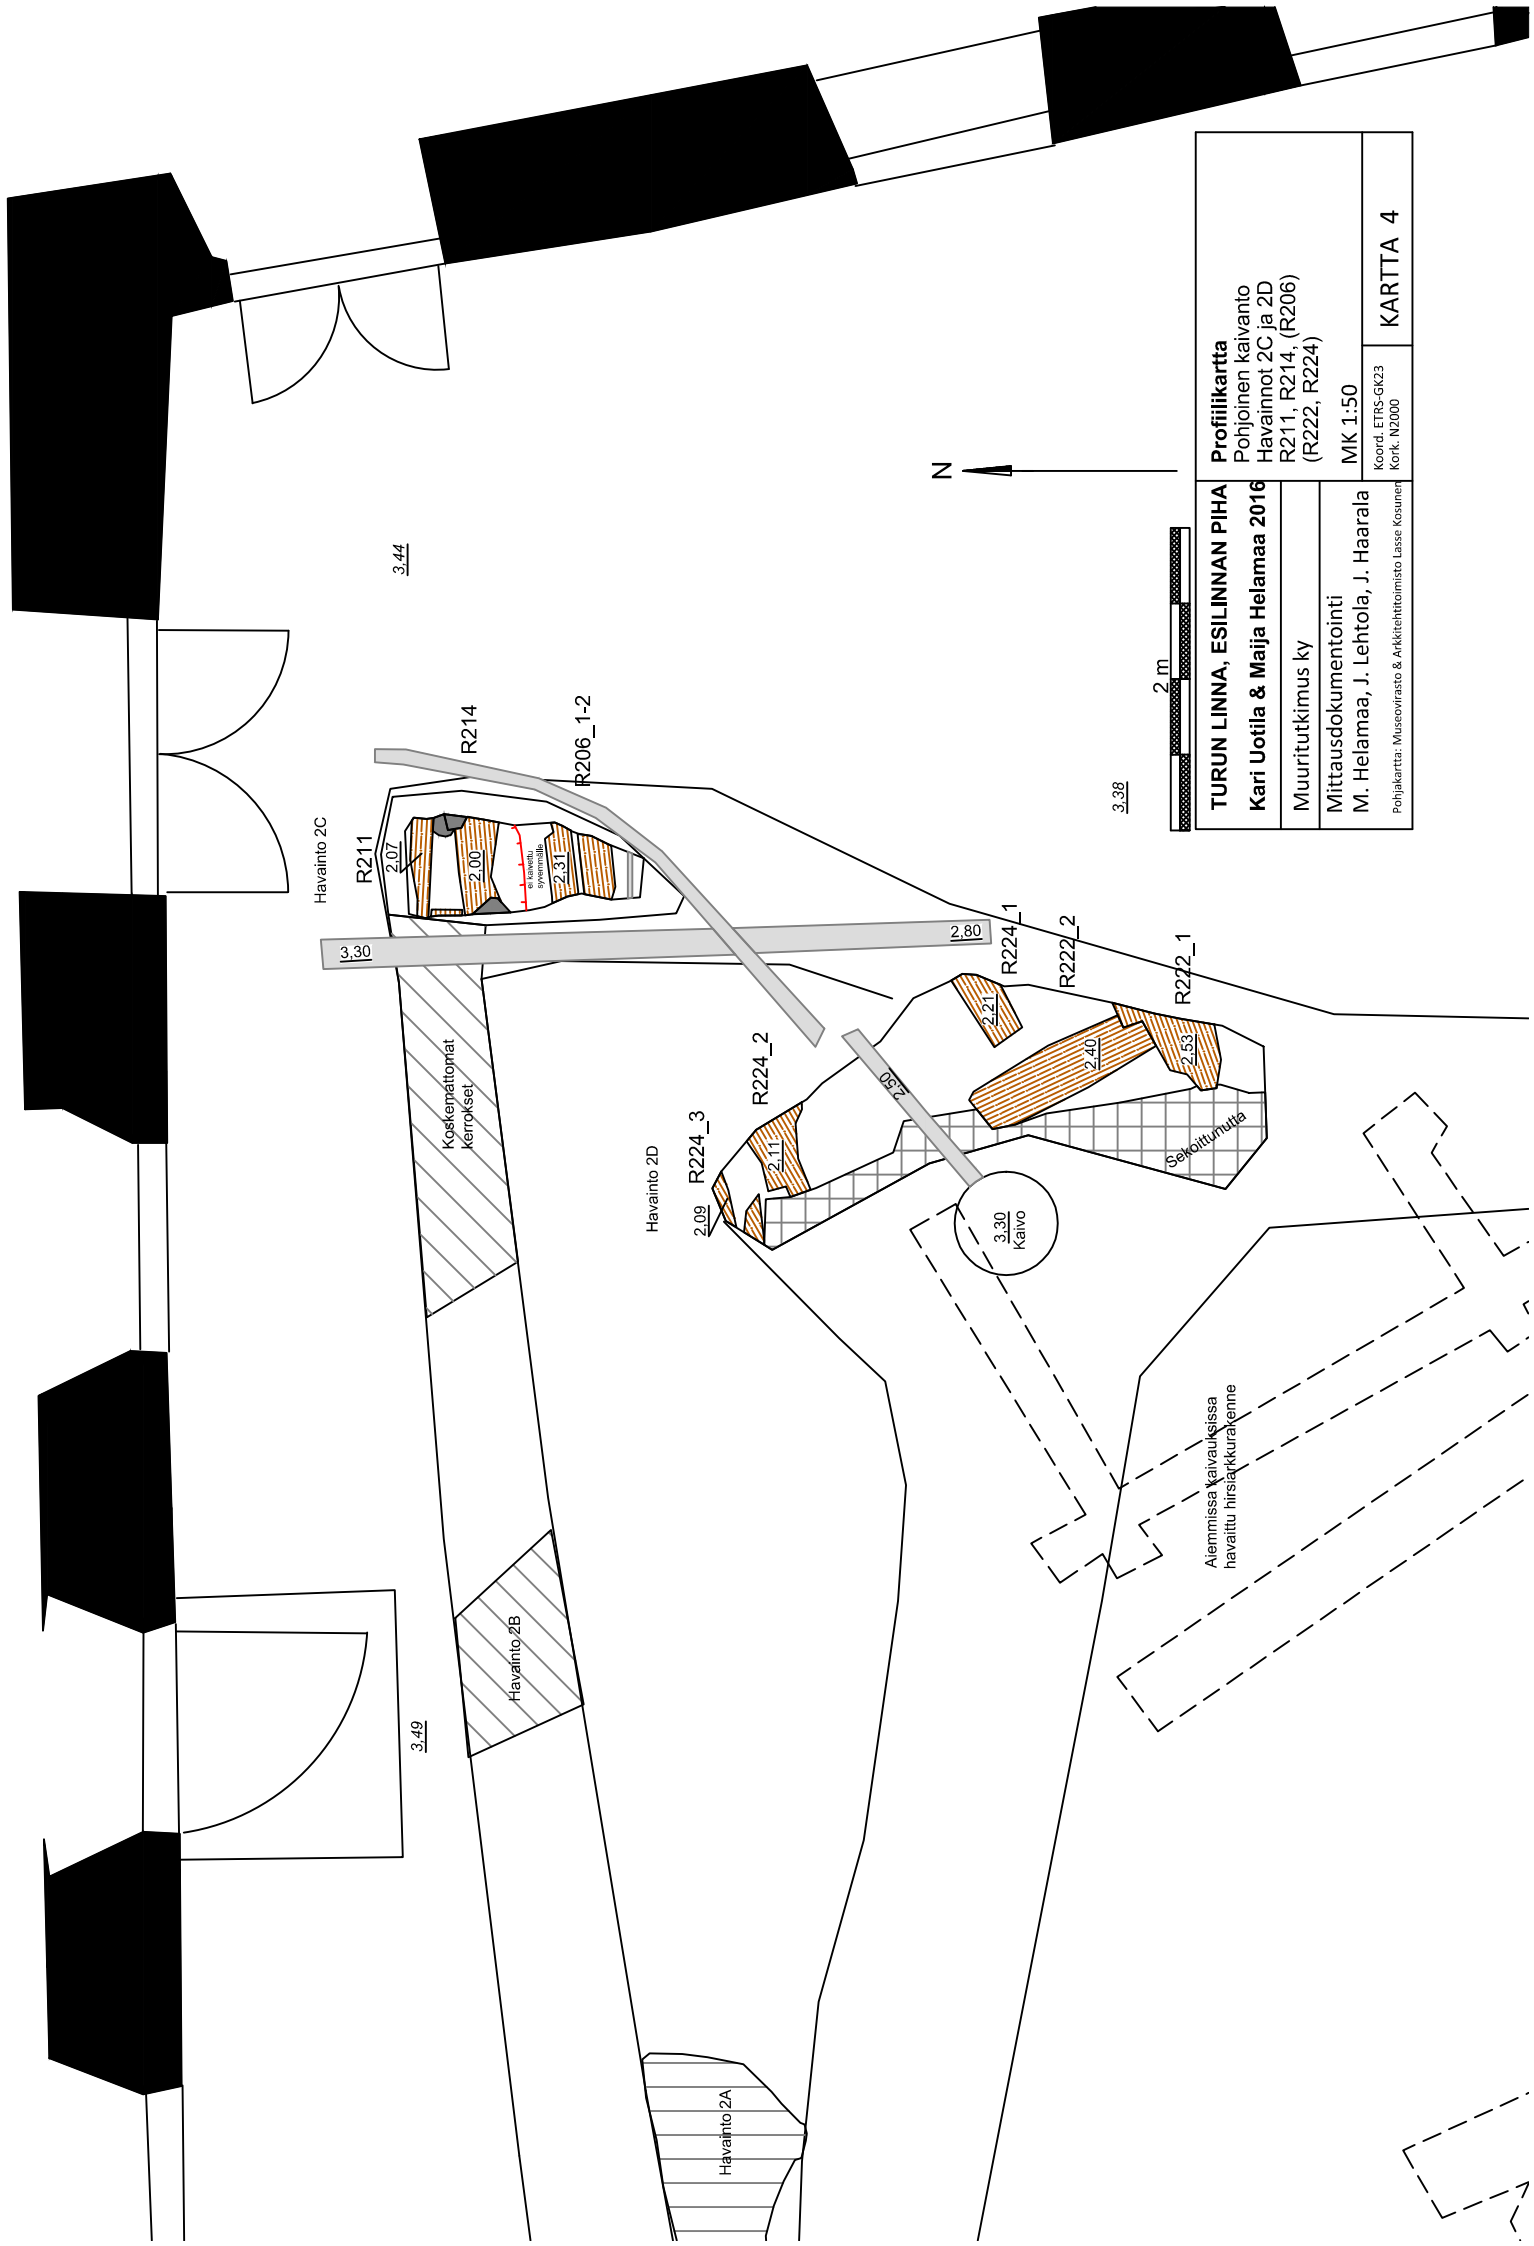 3,44
Havainto 2C
R211
2,07
R214
R206_1-2
2,00
ei kaivettu
syvemmälle
2,31
3,30
2,80
Koskemattomat
kerrokset
Havainto 2D
R224_3
2,09
R224_2
2,11
2,50
R224_1
2,21
R222_2
2,40
R222_1
2,53
Sekoittunutta
3,30
Kaivo
3,38
N
2 m
Aiemmissa kaivauksissa
havaittu hirsiarkkurakenne
Havainto 2B
3,49
Havainto 2A
TURUN LINNA, ESILINNAN PIHA
Kari Uotila & Maija Helamaa 2016
Muuritutkimus ky
Mittausdokumentointi
M. Helamaa, J. Lehtola, J. Haarala
Pohjakartta: Museovirasto & Arkkitehtitoimisto Lasse Kosunen
Profiilikartta
Pohjoinen kaivanto
Havainnot 2C ja 2D
R211, R214, (R206)
(R222, R224)
MK 1:50
Koord. ETRS-GK23
Kork. N2000
KARTTA 4